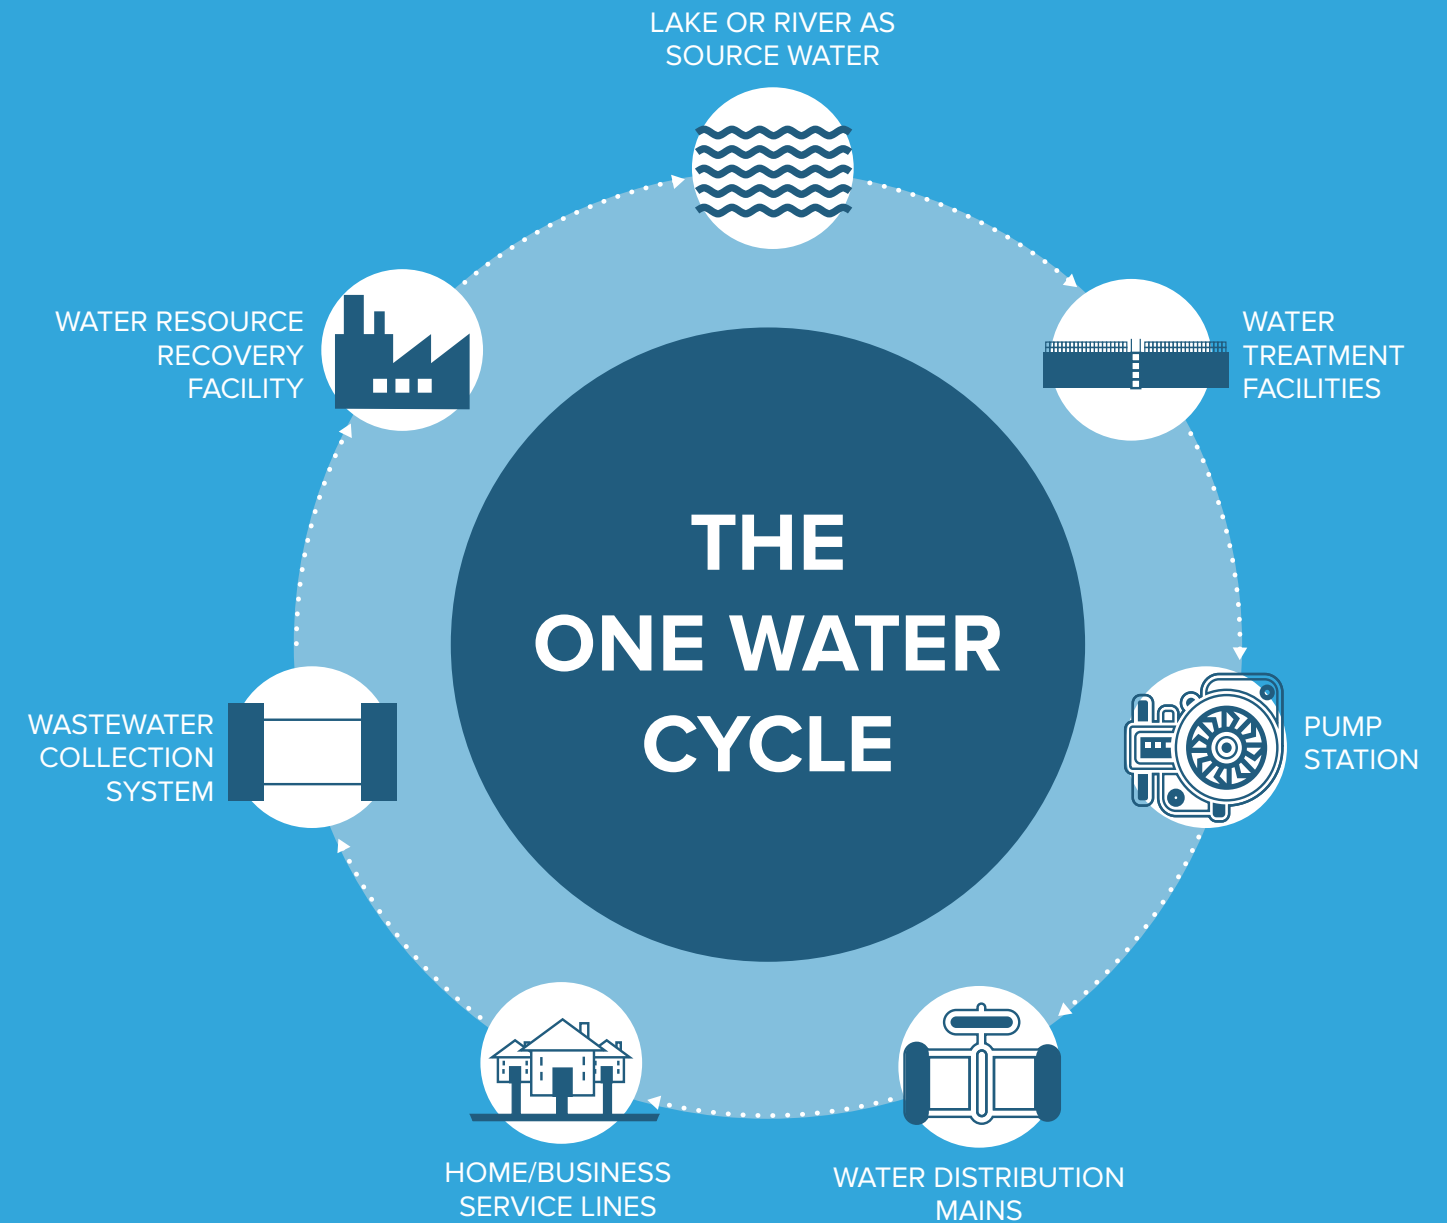 LAKE OR RIVER AS
SOURCE WATER
WATER
TREATMENT
FACILITIES
PUMP
STATION
WATER DISTRIBUTION
MAINS
HOME/BUSINESS
SERVICE LINES
WASTEWATER
COLLECTION
SYSTEM
WATER RESOURCE
RECOVERY
FACILITY
THE
ONE WATER
CYCLE